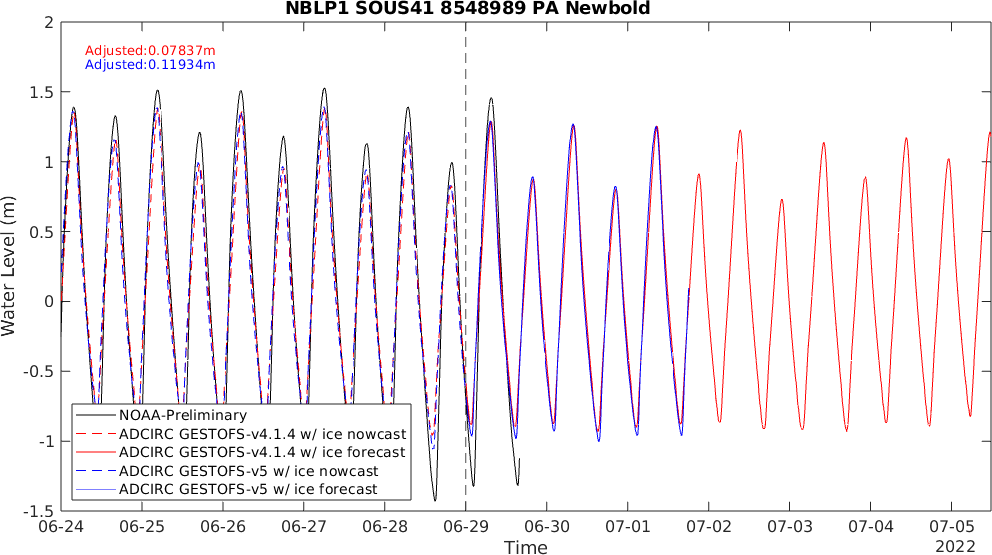 NBLP1 SOUS41 8548989 PA Newbold
Adjusted:0.07837m
Adjusted:0.11934m
Water Level (m)
2
1.5
1
0.5
0
-0.5
-1
-1.5
NOAA-Preliminary
ADCIRC GESTOFS-v4.1.4 w/ ice nowcast
ADCIRC GESTOFS-v4.1.4 w/ ice forecast
ADCIRC GESTOFS-v5 w/ ice nowcast
ADCIRC GESTOFS-v5 w/ ice forecast
06-24 06-25 06-26 06-27 06-28 06-29 06-30 07-01 07-02 07-03 07-04 07-05
Time
2022